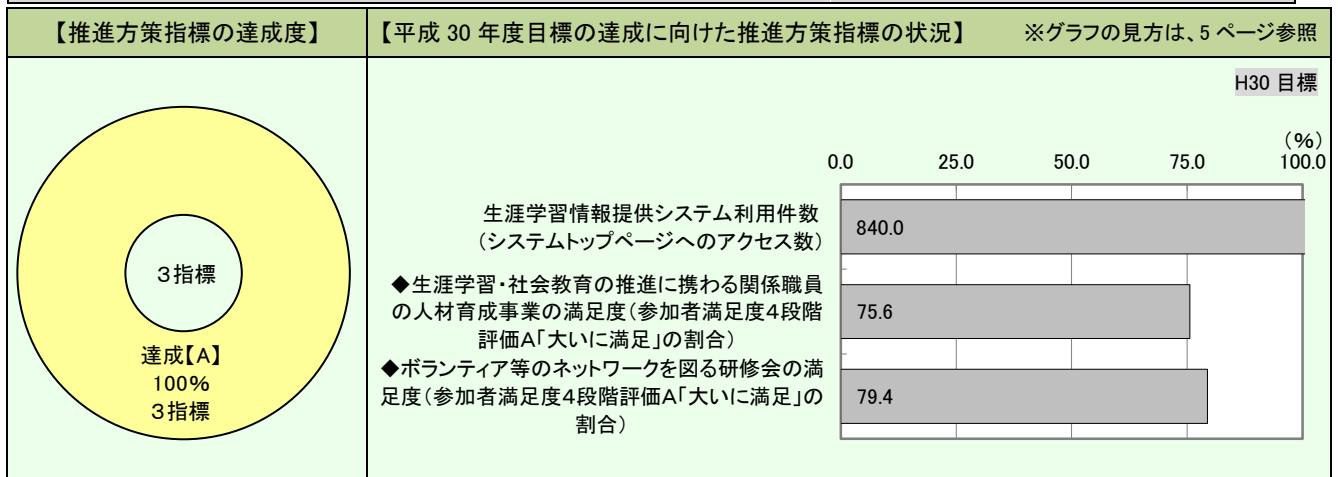 【推進方策指標の達成度】
【平成 30 年度目標の達成に向けた推進方策指標の状況】 ※グラフの見方は、5 ページ参照
3指標
達成【A】
100%
3指標
H30 目標
(%)
0.0 25.0 50.0 75.0 100.0
生涯学習情報提供システム利用件数
(システムトップページへのアクセス数)
840.0
◆生涯学習・社会教育の推進に携わる関係職員
の人材育成事業の満足度(参加者満足度4段階
評価A「大いに満足」の割合)
75.6
◆ボランティア等のネットワークを図る研修会の満
足度(参加者満足度4段階評価A「大いに満足」の
割合)
79.4